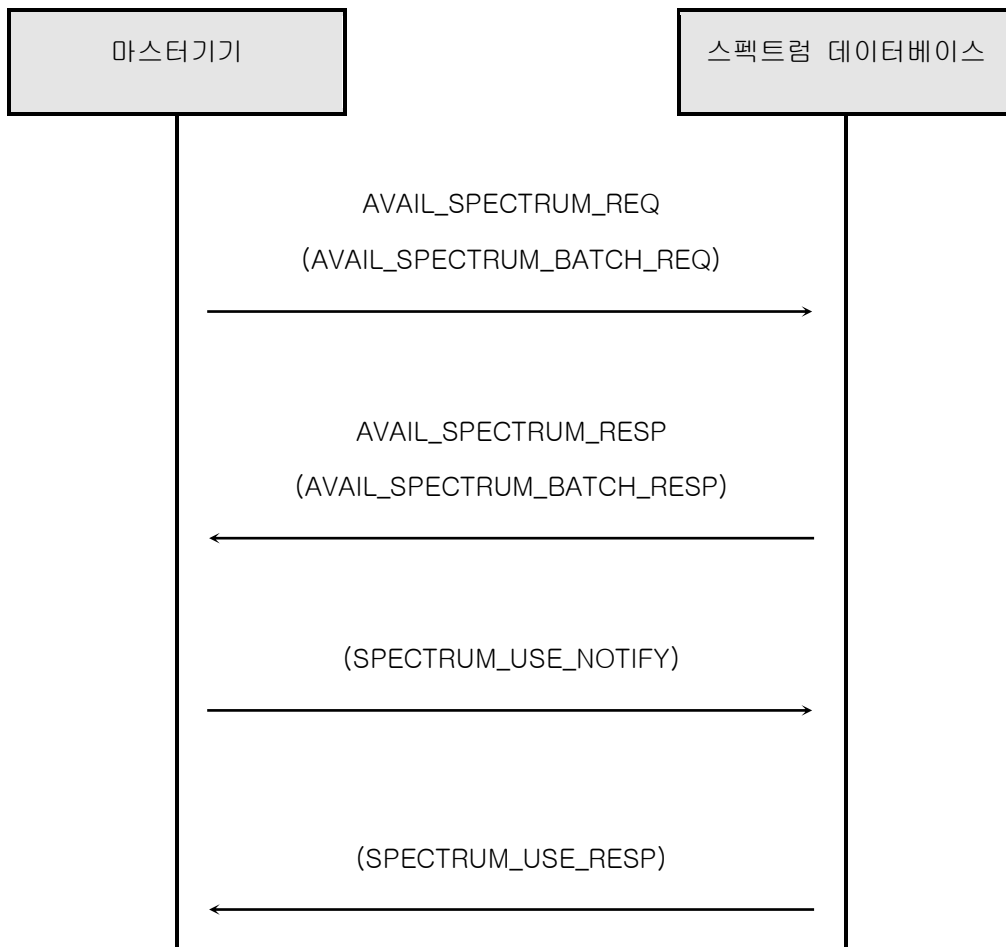 마스터기기
스펙트럼 데이터베이스
AVAIL_SPECTRUM_REQ
(AVAIL_SPECTRUM_BATCH_REQ)
AVAIL_SPECTRUM_RESP
(AVAIL_SPECTRUM_BATCH_RESP)
(SPECTRUM_USE_NOTIFY)
(SPECTRUM_USE_RESP)